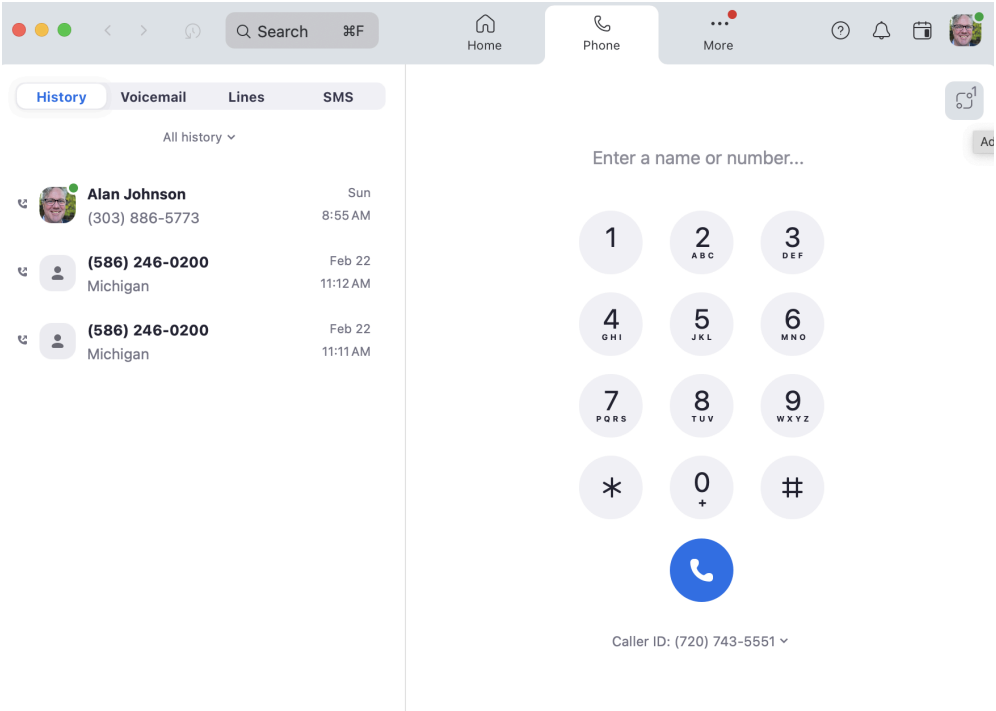 Search ⌘F
Home
Phone
More
History Voicemail Lines SMS
All history
1
Ad
Enter a name or number...
Alan Johnson Sun
(303) 886-5773 8:55 AM
(586) 246-0200 Feb 22
Michigan 11:12 AM
(586) 246-0200 Feb 22
Michigan 11:11 AM
1 2 3
ABC DEF
4 5 6
GHI JKL MNO
7 8 9
PQRS TUV WXYZ
* 0 #
+
Caller ID: (720) 743-5551